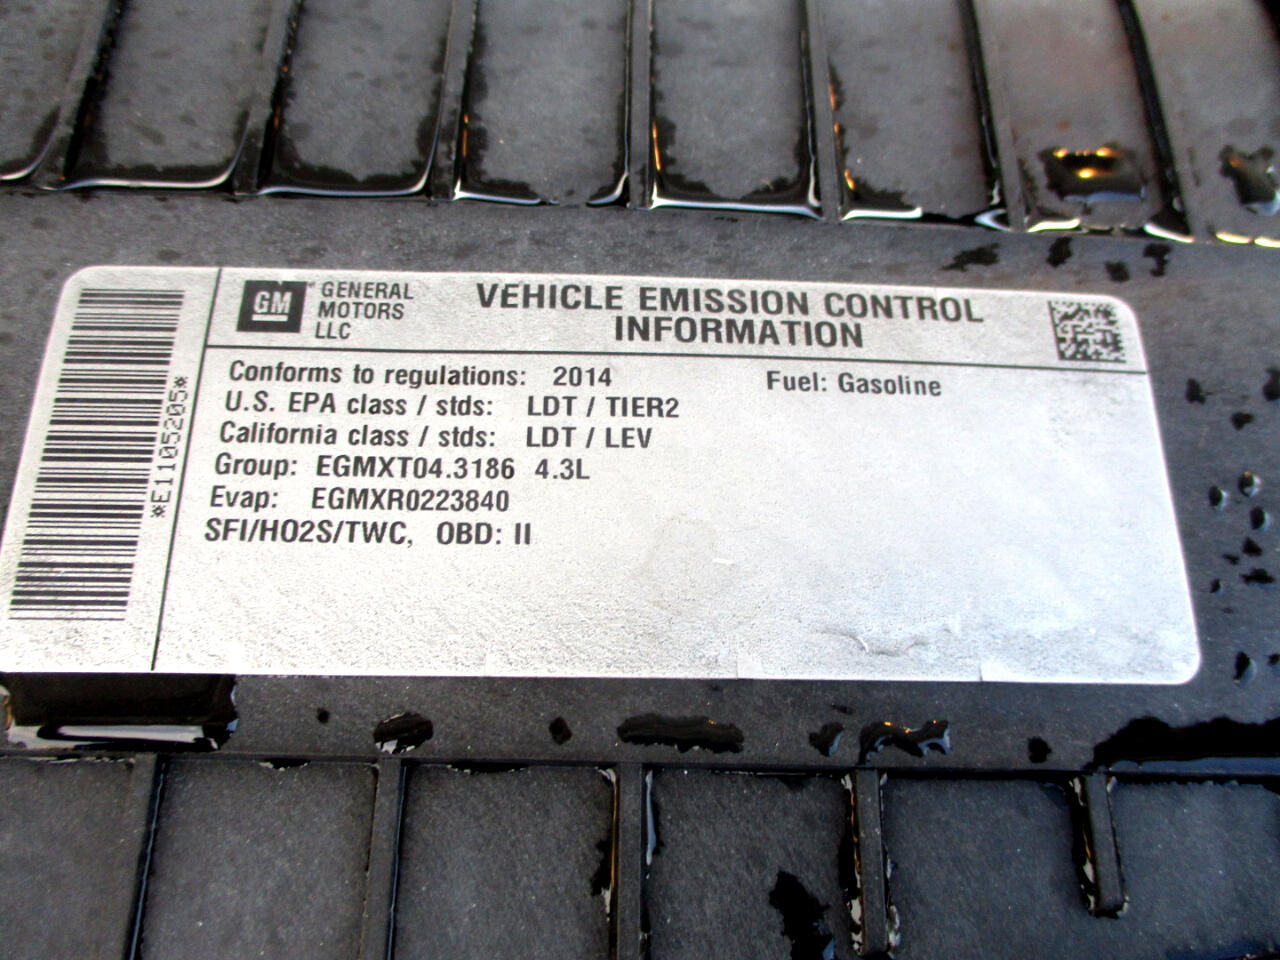 GM
GENERAL
MOTORS
LLC
VEHICLE EMISSION CONTROL
INFORMATION
Conforms to regulations: 2014
Fuel: Gasoline
U.S. EPA class / stds: LDT / TIER2
California class / stds: LDT / LEV
Group: EGMXT04.3186 4.3L
Evap: EGMXR0223840
SFI/HO2S/TWC, OBD: II
*E1105205*